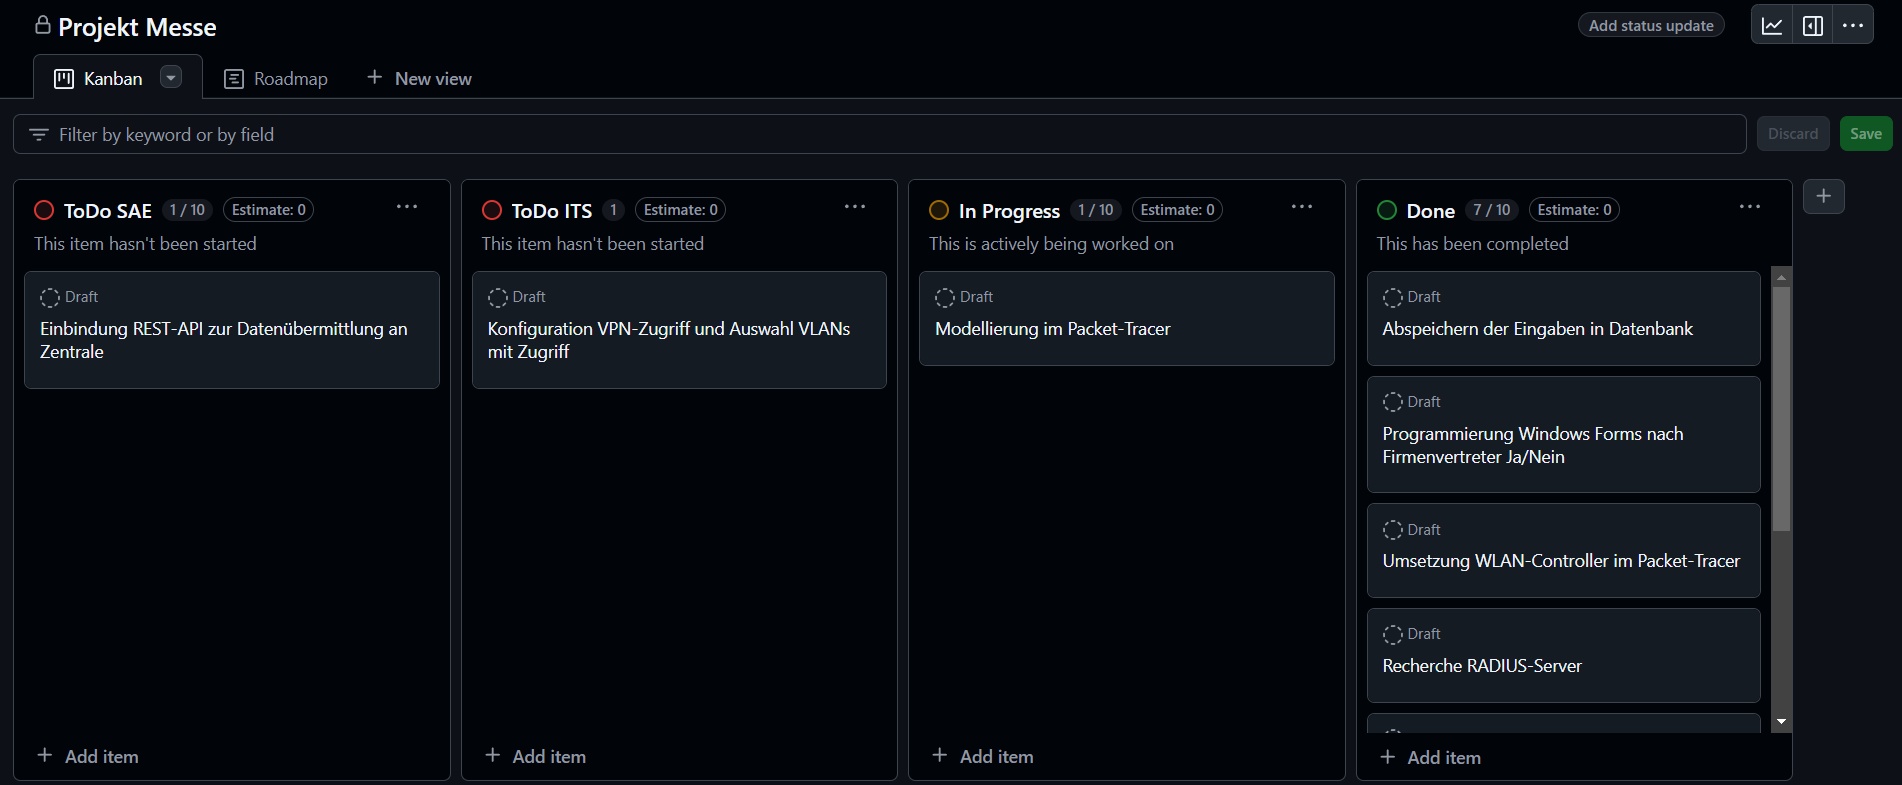 Projekt Messe
Add status update
Kanban
Roadmap
New view
Filter by keyword or by field
Discard
Save
ToDo SAE 1 / 10 Estimate: 0
This item hasn't been started
Draft
Einbindung REST-API zur Datenübermittlung an
Zentrale
Add item
ToDo ITS 1 Estimate: 0
This item hasn't been started
Draft
Konfiguration VPN-Zugriff und Auswahl VLANs
mit Zugriff
Add item
In Progress 1 / 10 Estimate: 0
This is actively being worked on
Draft
Modellierung im Packet-Tracer
Add item
Done 7 / 10 Estimate: 0
This has been completed
Draft
Abspeichern der Eingaben in Datenbank
Draft
Programmierung Windows Forms nach
Firmenvertreter Ja/Nein
Draft
Umsetzung WLAN-Controller im Packet-Tracer
Draft
Recherche RADIUS-Server
Add item